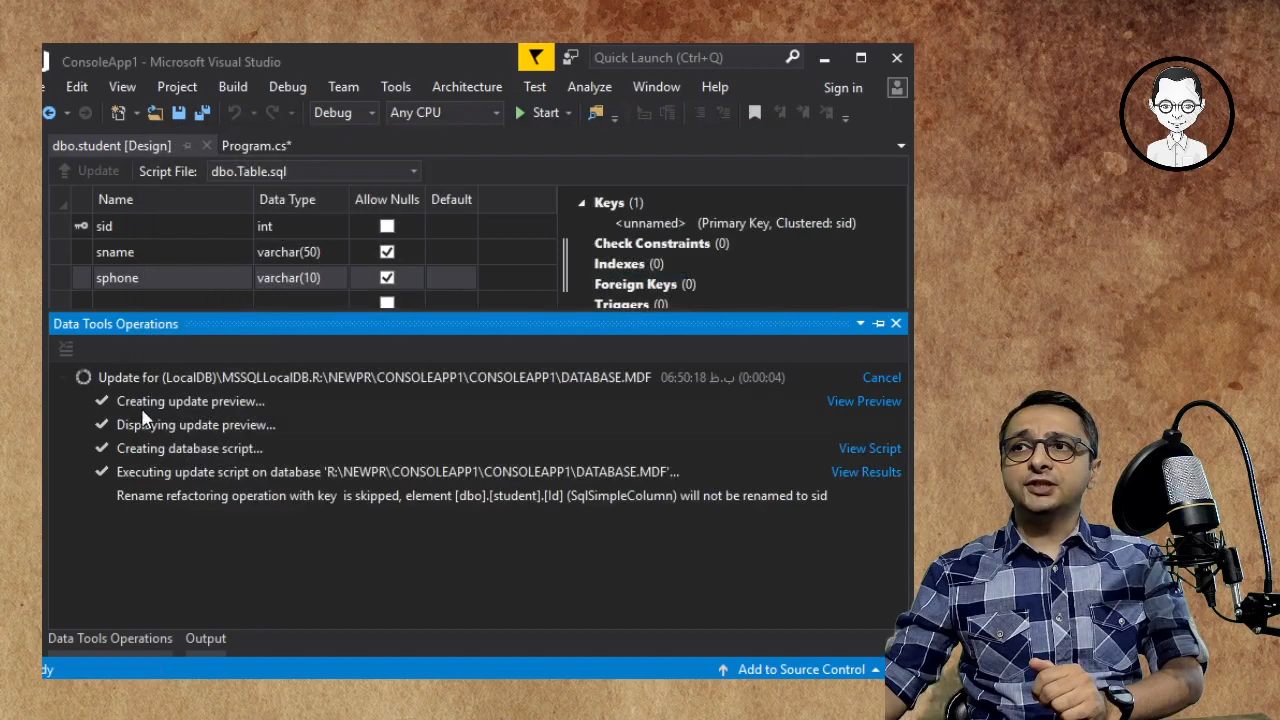 ConsoleApp1 - Microsoft Visual Studio
Quick Launch (Ctrl+Q)
Edit View Project Build Debug Team Tools Architecture Test Analyze Window Help Sign in
Debug Any CPU Start
dbo.student [Design] Program.cs*
Update Script File: dbo.Table.sql
Name Data Type Allow Nulls Default
sid int
sname varchar(50)
sphone varchar(10)
Keys (1)
<unnamed> (Primary Key, Clustered: sid)
Check Constraints (0)
Indexes (0)
Foreign Keys (0)
Triggers (0)
Data Tools Operations
Update for (LocalDB)\MSSQLLocalDB.R:\NEWPR\CONSOLEAPP1\CONSOLEAPP1\DATABASE.MDF 06:50:18 ب.ظ (0:00:04) Cancel
Creating update preview... View Preview
Displaying update preview...
Creating database script... View Script
Executing update script on database 'R:\NEWPR\CONSOLEAPP1\CONSOLEAPP1\DATABASE.MDF'... View Results
Rename refactoring operation with key is skipped, element [dbo].[student].[Id] (SqlSimpleColumn) will not be renamed to sid
Data Tools Operations Output
dy Add to Source Control